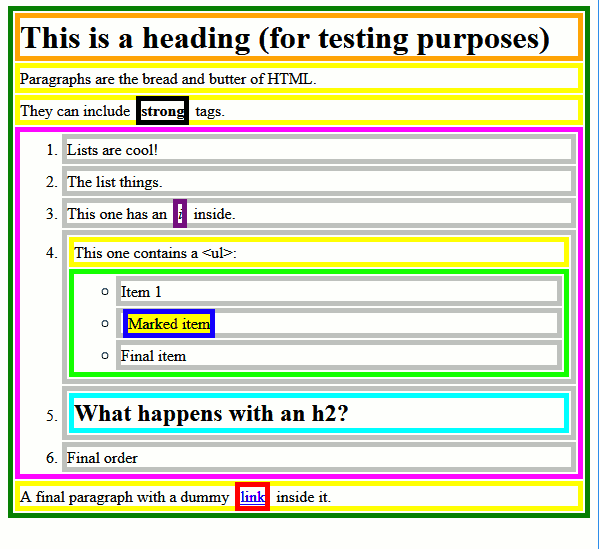 This is a heading (for testing purposes)
Paragraphs are the bread and butter of HTML.
They can include strong tags.
1. Lists are cool!
2. The list things.
3. This one has an i inside.
4. This one contains a <ul>:
Item 1
Marked item
Final item
5. What happens with an h2?
6. Final order
A final paragraph with a dummy link inside it.